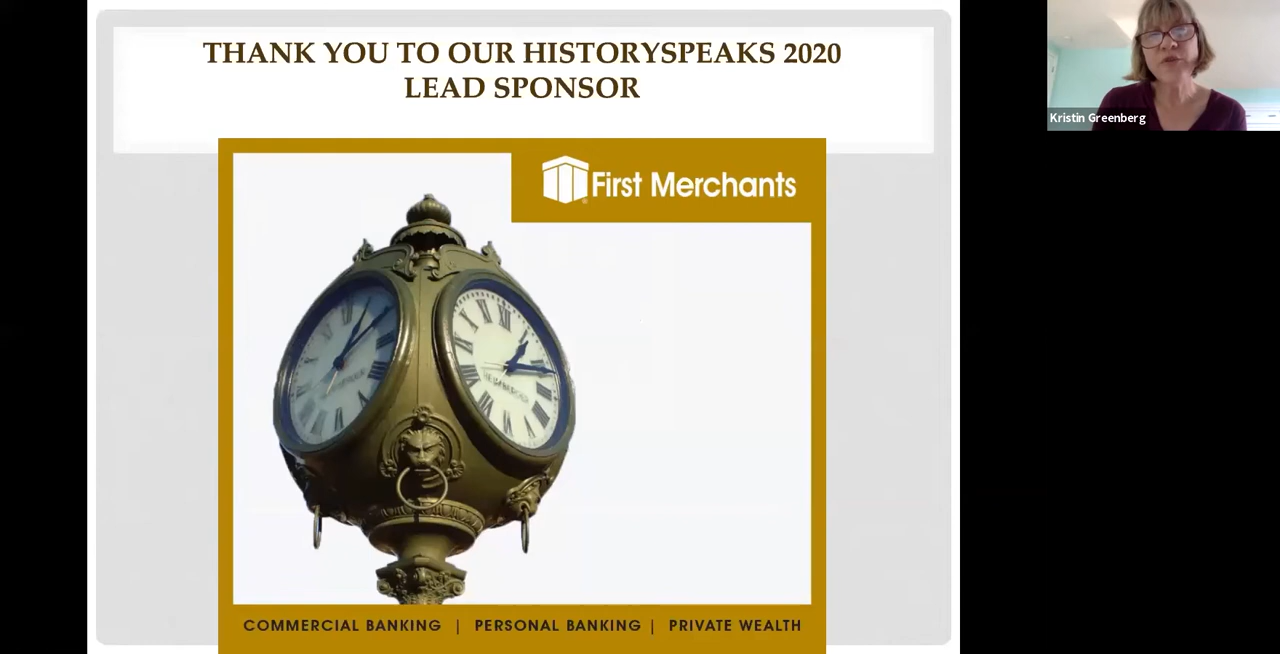 THANK YOU TO OUR HISTORYSPEAKS 2020
LEAD SPONSOR
First Merchants
Kristin Greenberg
COMMERCIAL BANKING | PERSONAL BANKING | PRIVATE WEALTH